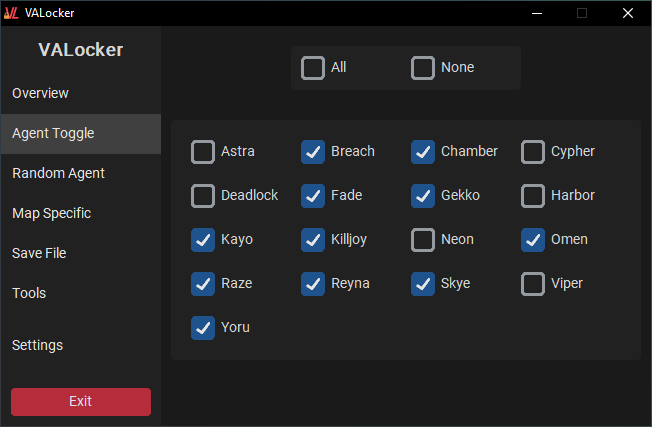 VALocker
VALocker
Overview
Agent Toggle
Random Agent
Map Specific
Save File
Tools
Settings
Exit
All None
Astra Breach Chamber Cypher
Deadlock Fade Gekko Harbor
Kayo Killjoy Neon Omen
Raze Reyna Skye Viper
Yoru